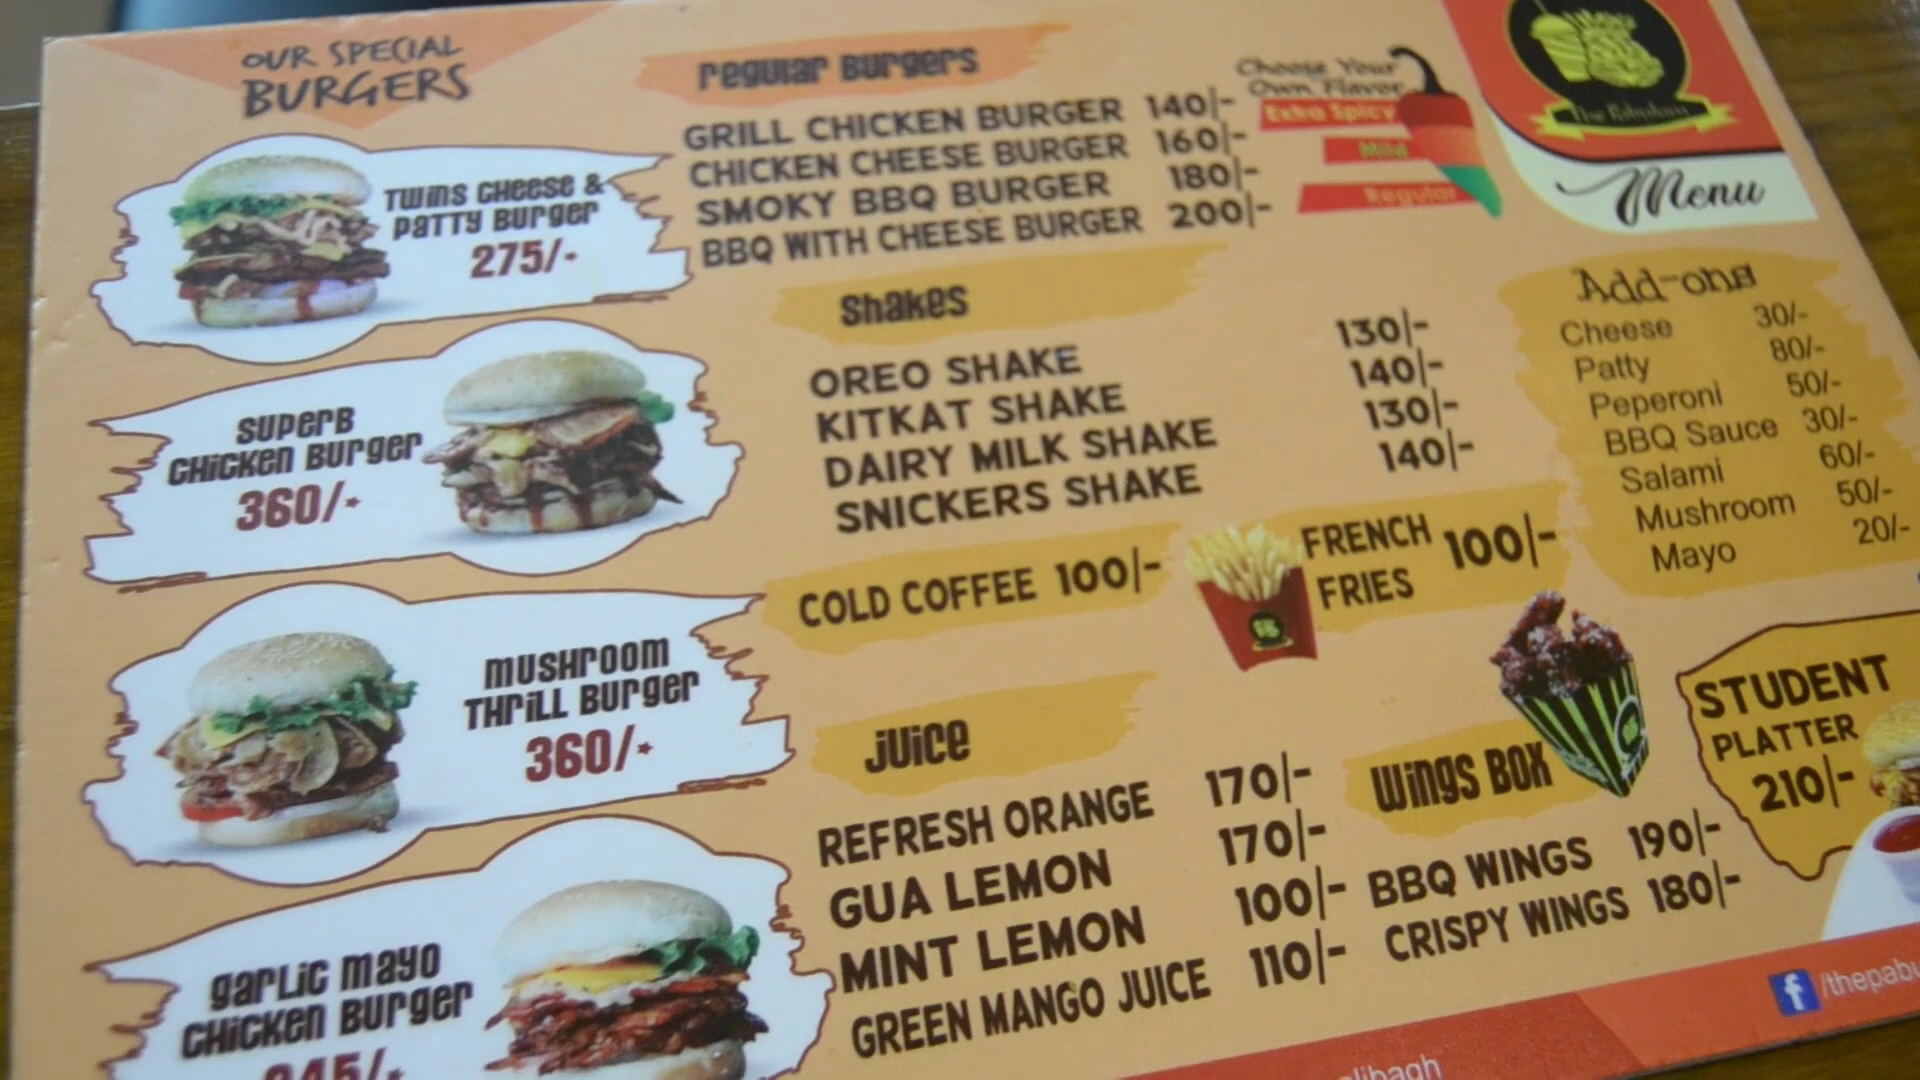 OUR SPECIAL
BURGERS
TWINS CHEESE &
PATTY BURGER
275/-
SUPERB
CHICKEN BURGER
360/-
MUSHROOM
THRILL BURGER
360/-
GARLIC MAYO
CHICKEN BURGER
REGULAR BURGERS
GRILL CHICKEN BURGER 140/-
CHICKEN CHEESE BURGER 160/-
SMOKY BBQ BURGER 180/-
BBQ WITH CHEESE BURGER 200/-
Choose Your
Own Flavor
Extra Spicy
Mild
Regular
SHAKES
OREO SHAKE 130/-
KITKAT SHAKE 140/-
DAIRY MILK SHAKE 130/-
SNICKERS SHAKE 140/-
COLD COFFEE 100/-
FRENCH
FRIES 100/-
JUICE
REFRESH ORANGE 170/-
GUA LEMON 170/-
MINT LEMON 100/-
GREEN MANGO JUICE 110/-
WINGS BOX
BBQ WINGS 190/-
CRISPY WINGS 180/-
The
Menu
Add-ons
Cheese 30/-
Patty 80/-
Peperoni 50/-
BBQ Sauce 30/-
Salami 60/-
Mushroom 50/-
Mayo 20/-
STUDENT
PLATTER
210/-
f /thepabu